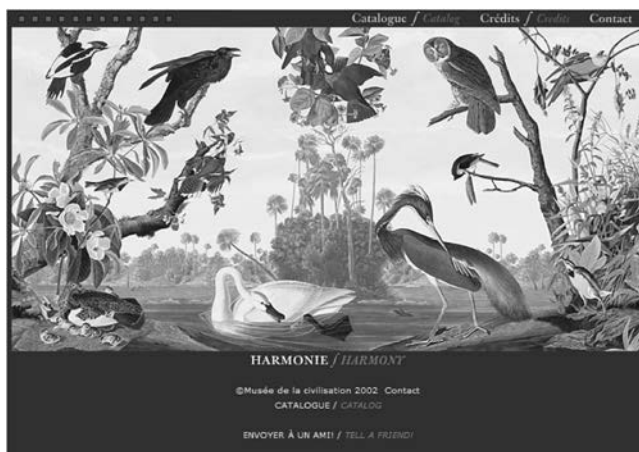 Catalogue / Catalog Crédits / Credits Contact
HARMONIE / HARMONY
©Musée de la civilisation 2002 Contact
CATALOGUE / CATALOG
ENVOYER À UN AMI! / TELL A FRIEND!